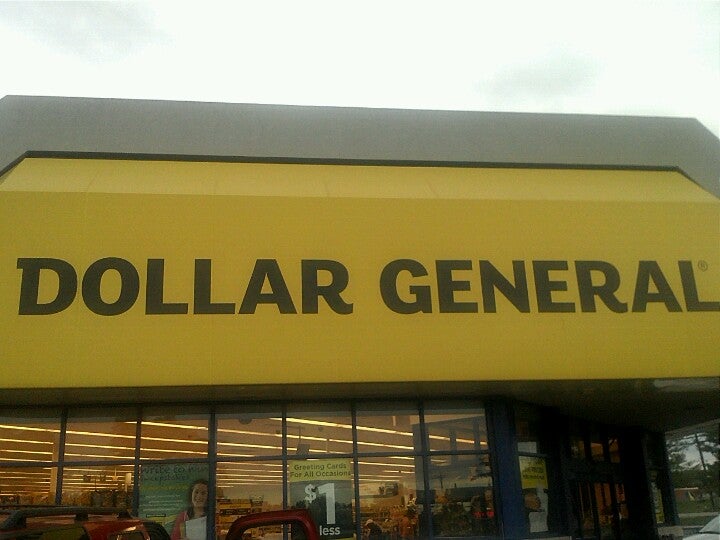 DOLLAR GENERAL®
Greeting Cards
For All Occasions
$1
less